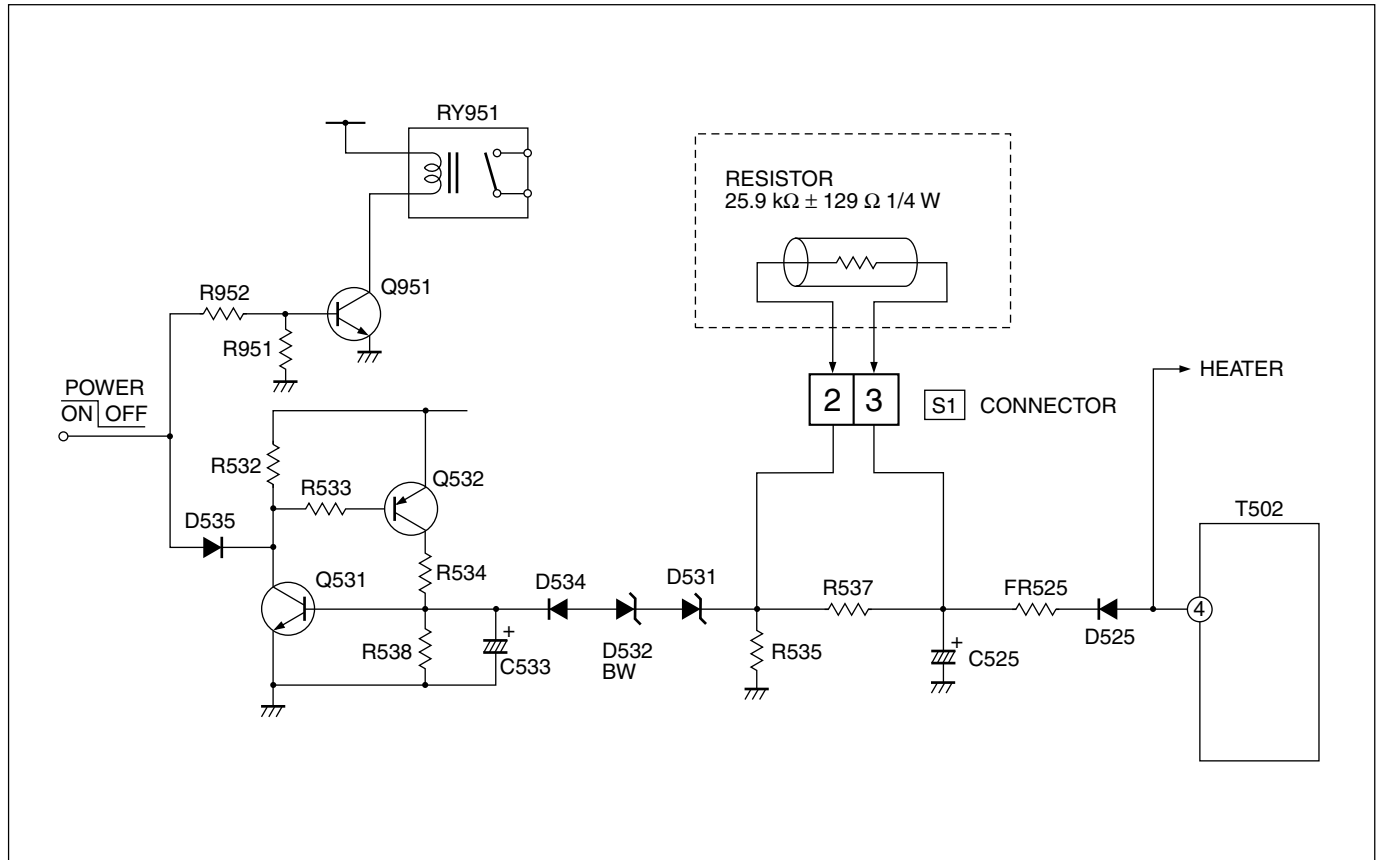 RY951
RESISTOR
25.9 kΩ ± 129 Ω 1/4 W
R952
Q951
R951
POWER
ON OFF
HEATER
2 3
S1 CONNECTOR
R532
R533
Q532
T502
D535
Q531
R534
D534
D531
R537
FR525
4
R538
+
C533
D532
BW
R535
+
C525
D525